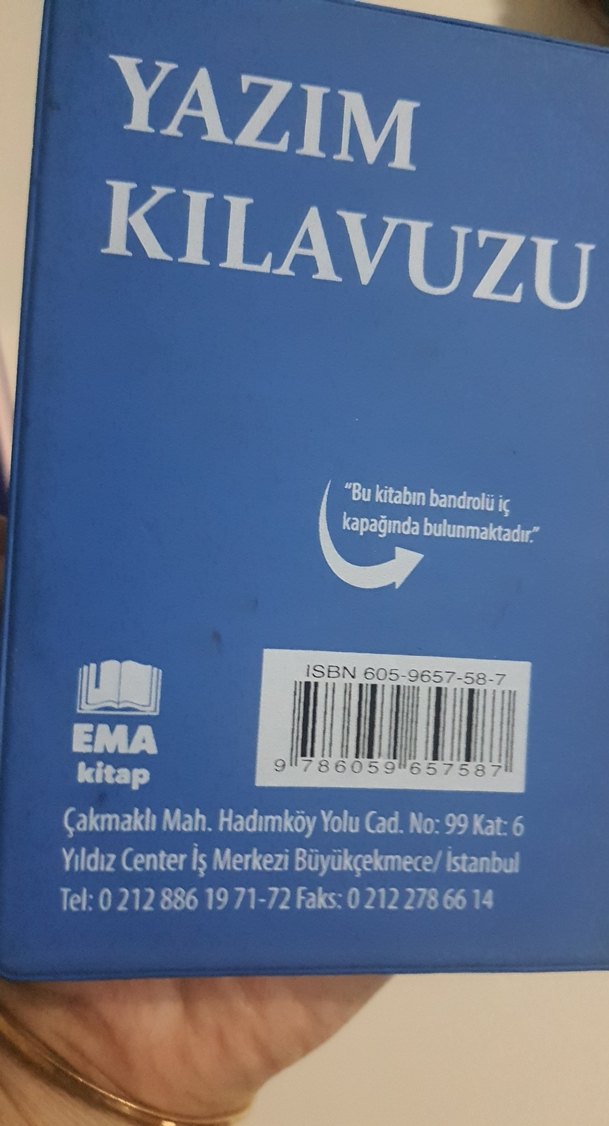 YAZIM
KILAVUZU
"Bu kitabın bandrolü iç
kapağında bulunmaktadır."
ISBN 605-9657-58-7
9 786059 657587
EMA
kitap
Çakmaklı Mah. Hadımköy Yolu Cad. No: 99 Kat: 6
Yıldız Center İş Merkezi Büyükçekmece/ İstanbul
Tel: 0 212 886 19 71-72 Faks: 0 212 278 66 14